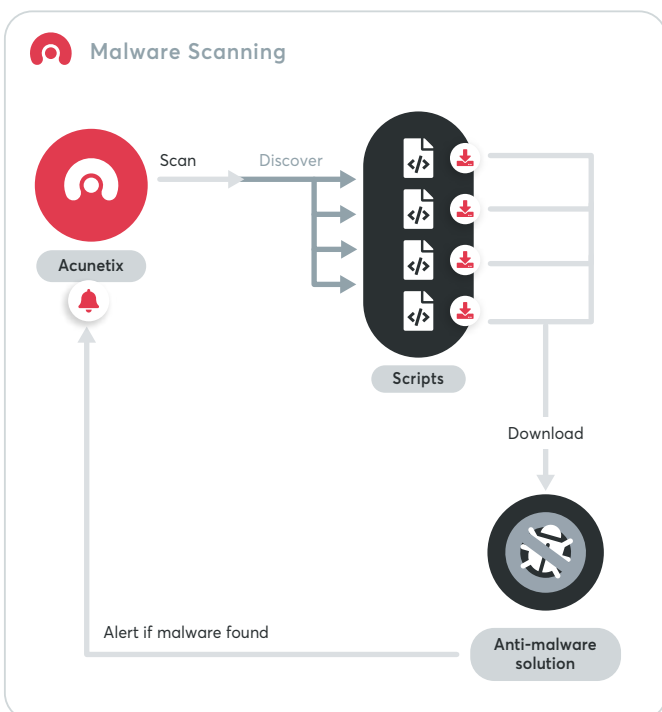 Malware Scanning
Scan
Discover
Acunetix
Scripts
Download
Alert if malware found
Anti-malware
solution